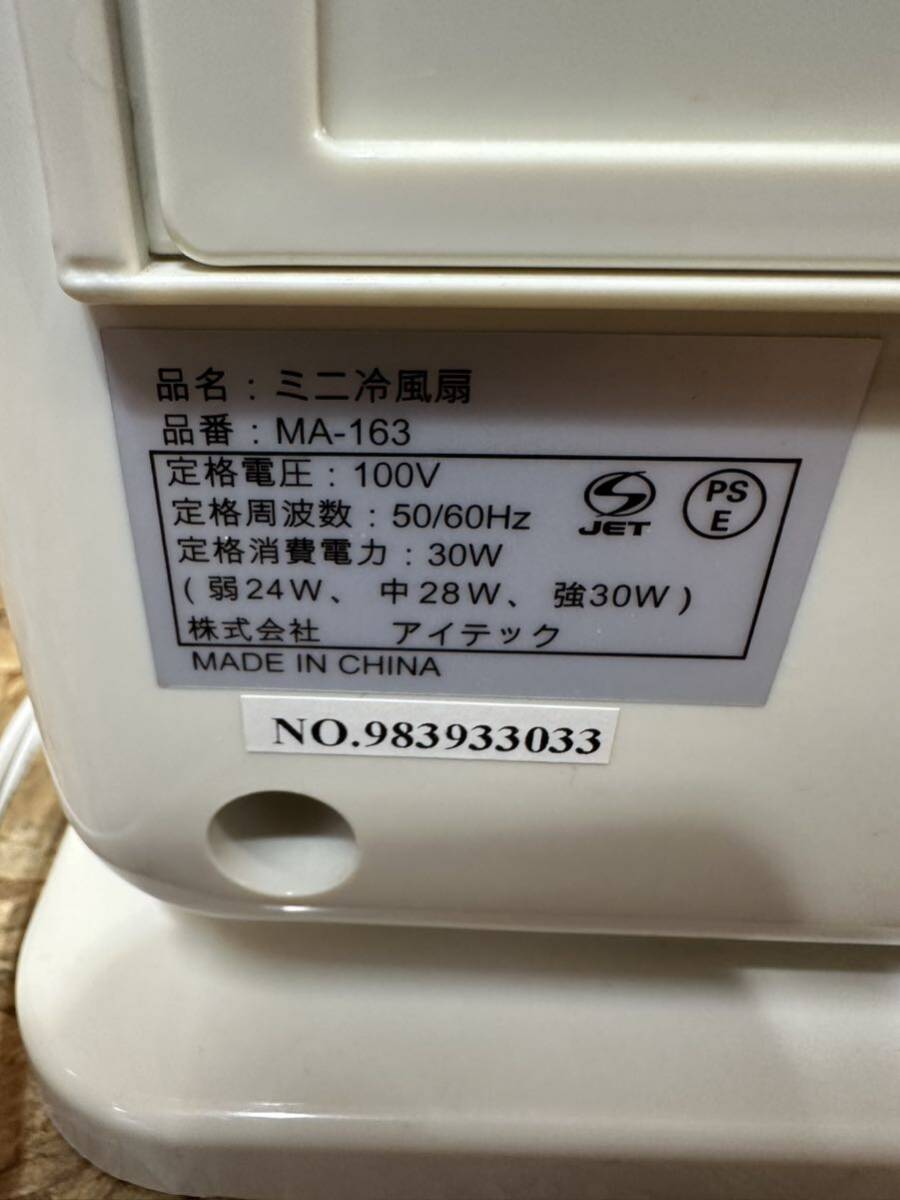 品名：ミニ冷風扇
品番：MA-163
定格電圧：100V
定格周波数：50/60Hz
定格消費電力：30W
(弱24W、 中28W、 強30W)
株式会社 アイテック
JET
PS
E
MADE IN CHINA
NO.983933033